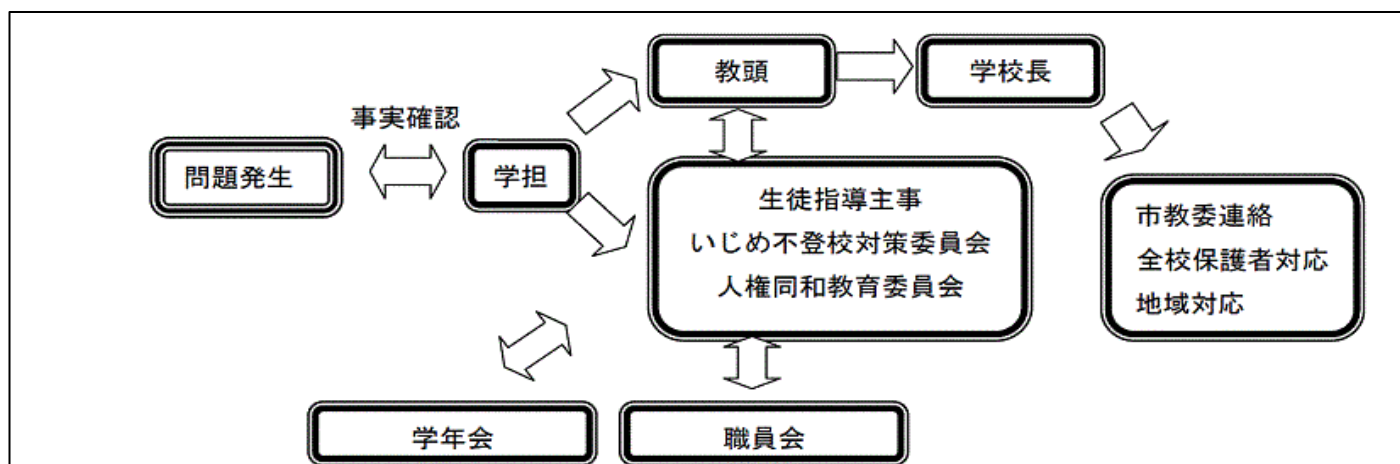 教頭
学校長
事実確認
問題発生
学担
生徒指導主事
いじめ不登校対策委員会
人権同和教育委員会
市教委連絡
全校保護者対応
地域対応
学年会
職員会